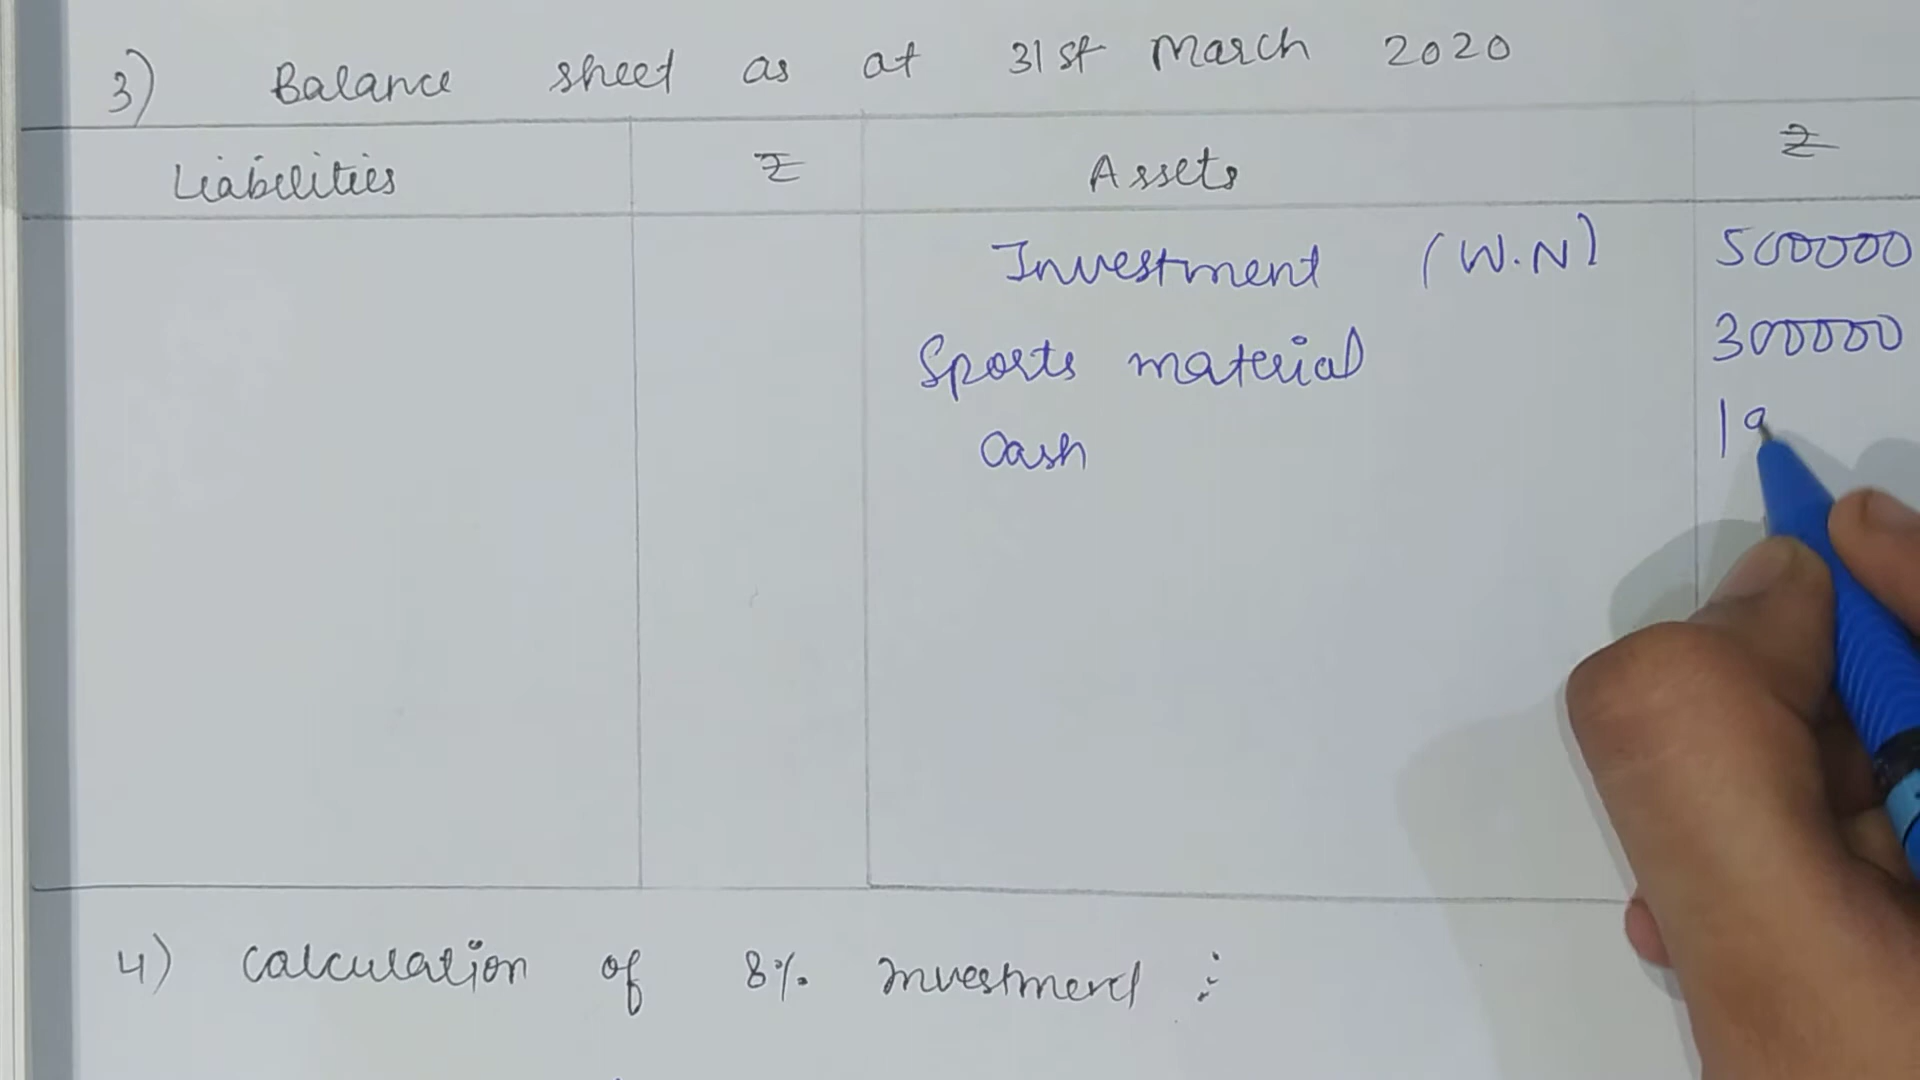 3) Balance sheet as at 31st March 2020
Liabilities ₹ Assets ₹
Investment (W.N) 500000
Sports material 300000
Cash 19
4) Calculation of 8% Investment :